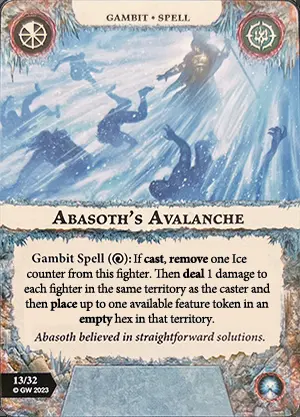 GAMBIT • SPELL
ABASOTH'S AVALANCHE
Gambit Spell (): If cast, remove one Ice
counter from this fighter. Then deal 1 damage to
each fighter in the same territory as the caster and
then place up to one available feature token in an
empty hex in that territory.
Abasoth believed in straightforward solutions.
13/32
© GW 2023